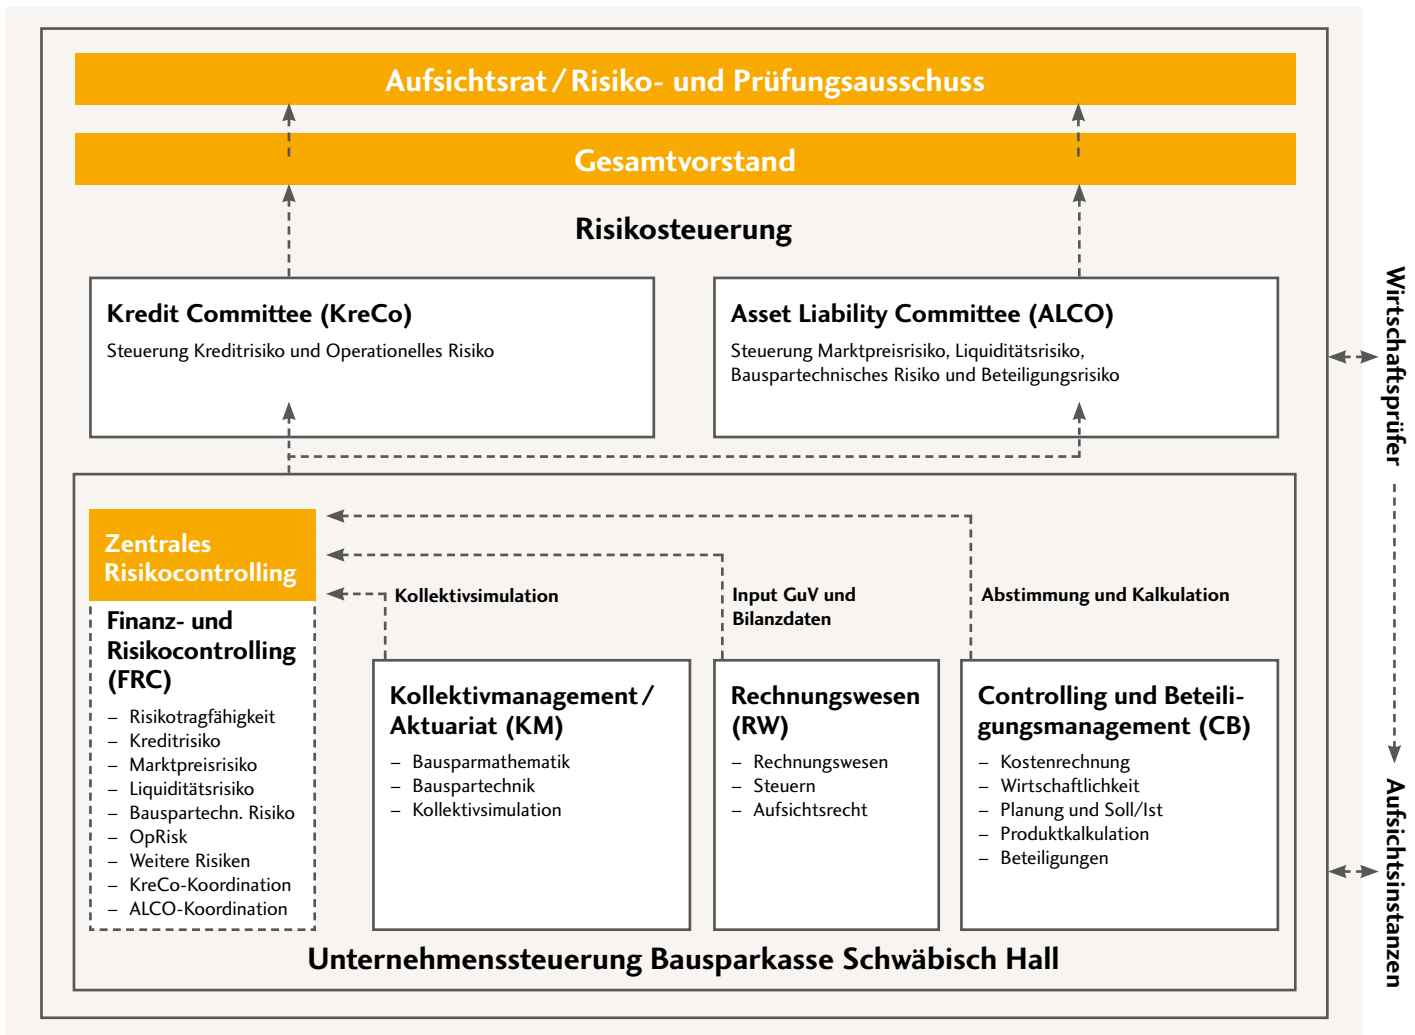 Aufsichtsrat / Risiko- und Prüfungsausschuss
Gesamtvorstand
Risikosteuerung
Kredit Committee (KreCo)
Steuerung Kreditrisiko und Operationelles Risiko
Asset Liability Committee (ALCO)
Steuerung Marktpreisrisiko, Liquiditätsrisiko,
Bauspartechnisches Risiko und Beteiligungsrisiko
Zentrales
Risikocontrolling
Finanz- und
Risikocontrolling
(FRC)
– Risikotragfähigkeit
– Kreditrisiko
– Marktpreisrisiko
– Liquiditätsrisiko
– Bauspartechn. Risiko
– OpRisk
– Weitere Risiken
– KreCo-Koordination
– ALCO-Koordination
Kollektivsimulation
Kollektivmanagement /
Aktuariat (KM)
– Bausparmathematik
– Bauspartechnik
– Kollektivsimulation
Input GuV und
Bilanzdaten
Rechnungswesen
(RW)
– Rechnungswesen
– Steuern
– Aufsichtsrecht
Abstimmung und Kalkulation
Controlling und Beteili-
gungsmanagement (CB)
– Kostenrechnung
– Wirtschaftlichkeit
– Planung und Soll/Ist
– Produktkalkulation
– Beteiligungen
Unternehmenssteuerung Bausparkasse Schwäbisch Hall
Wirtschaftsprüfer
Aufsichtsinstanzen